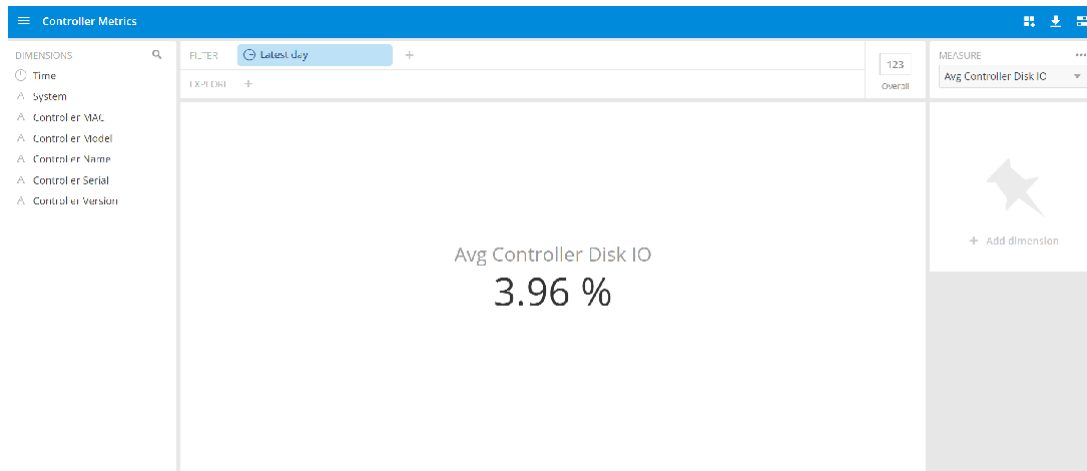 Controller Metrics
DIMENSIONS
Time
System
Controller MAC
Controller Model
Controller Name
Controller Serial
Controller Version
FILTER
Latest day
+
EXPLORE +
123
Overall
MEASURE
...
Avg Controller Disk IO
+ Add dimension
Avg Controller Disk IO
3.96 %